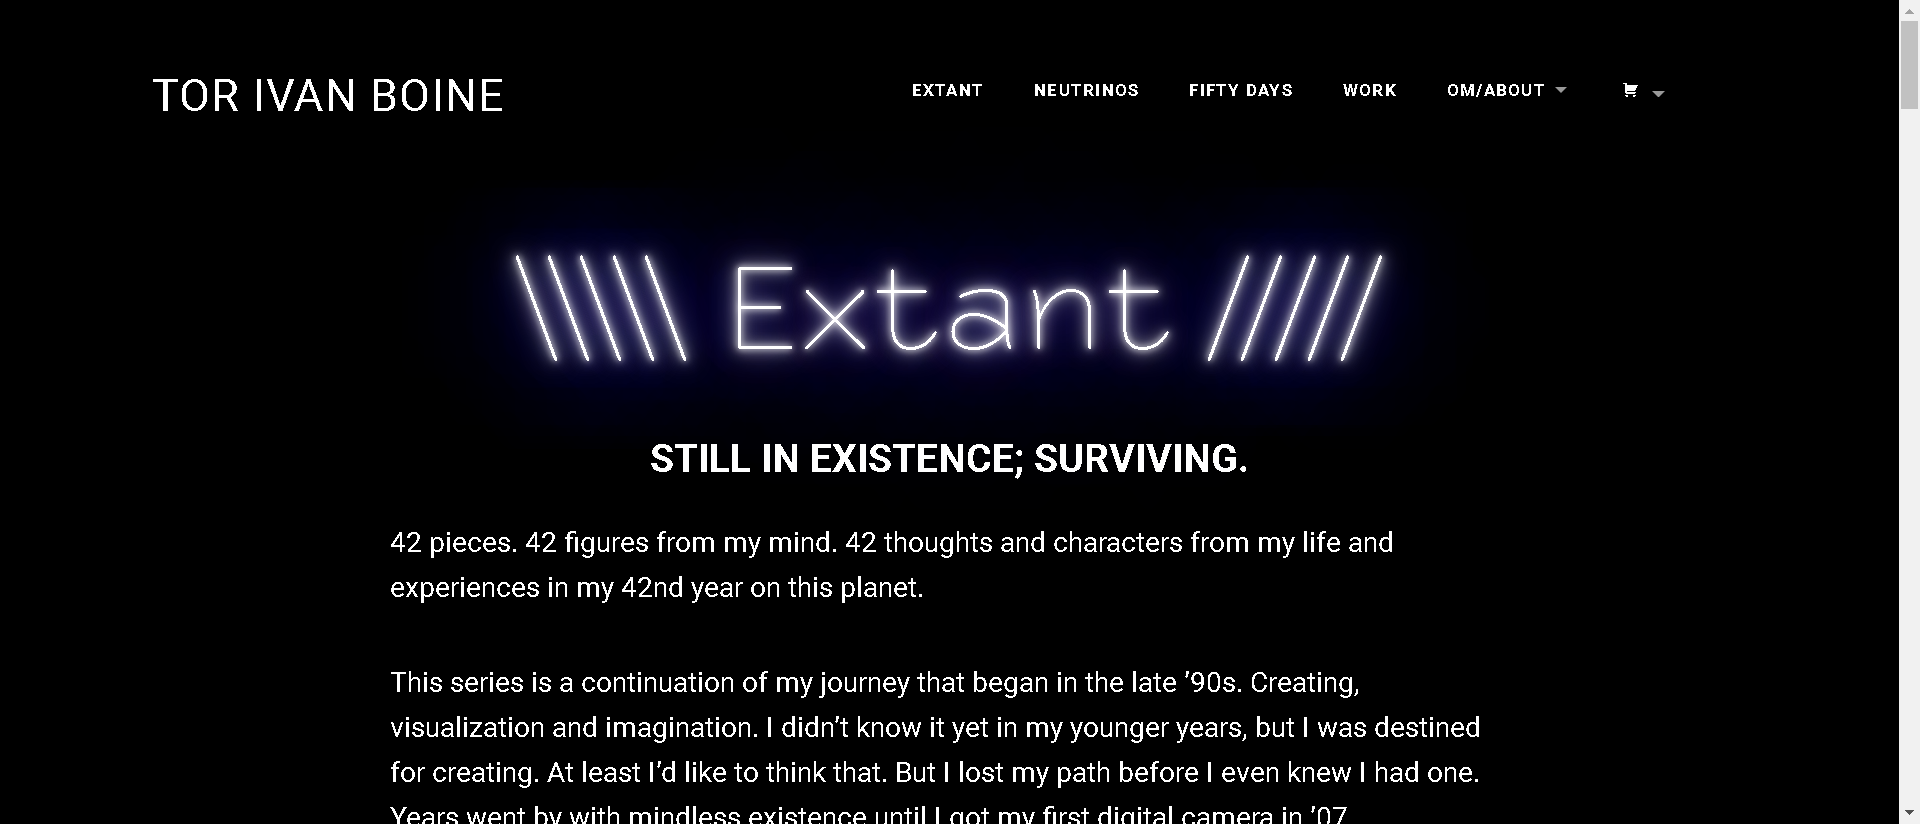 TOR IVAN BOINE
EXTANT NEUTRINOS FIFTY DAYS WORK OM/ABOUT
\\\\\ Extant /////
STILL IN EXISTENCE; SURVIVING.
42 pieces. 42 figures from my mind. 42 thoughts and characters from my life and
experiences in my 42nd year on this planet.
This series is a continuation of my journey that began in the late ’90s. Creating,
visualization and imagination. I didn’t know it yet in my younger years, but I was destined
for creating. At least I’d like to think that. But I lost my path before I even knew I had one.
Years went by with mindless existence until I got my first digital camera in ’07.